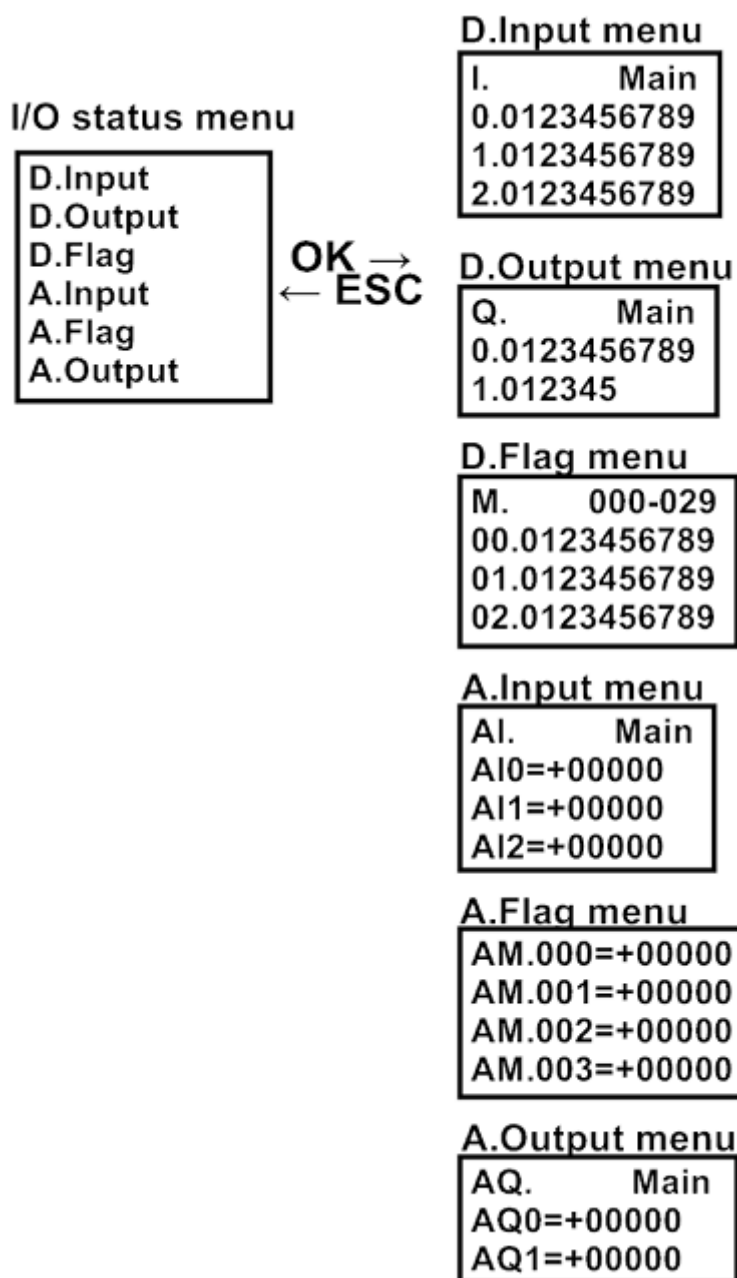 I/O status menu
D.Input
D.Output
D.Flag
A.Input
A.Flag
A.Output
OK →
← ESC
D.Input menu
I. Main
0.0123456789
1.0123456789
2.0123456789
D.Output menu
Q. Main
0.0123456789
1.012345
D.Flag menu
M. 000-029
00.0123456789
01.0123456789
02.0123456789
A.Input menu
AI. Main
AI0=+00000
AI1=+00000
AI2=+00000
A.Flag menu
AM.000=+00000
AM.001=+00000
AM.002=+00000
AM.003=+00000
A.Output menu
AQ. Main
AQ0=+00000
AQ1=+00000